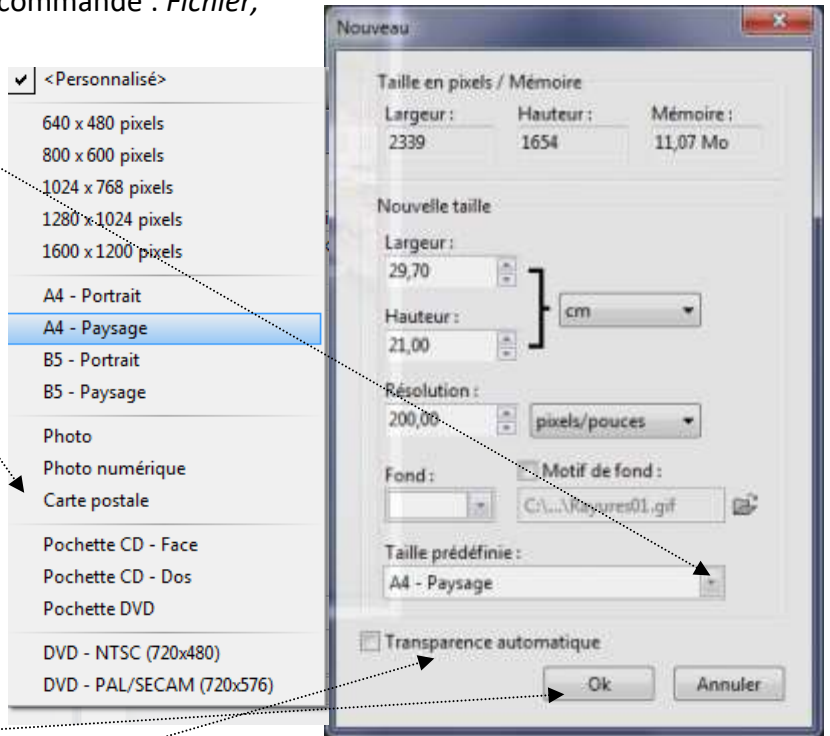 commande : Fichier,
<Personnalisé>
640 x 480 pixels
800 x 600 pixels
1024 x 768 pixels
1280 x 1024 pixels
1600 x 1200 pixels
A4 - Portrait
A4 - Paysage
B5 - Portrait
B5 - Paysage
Photo
Photo numérique
Carte postale
Pochette CD - Face
Pochette CD - Dos
Pochette DVD
DVD - NTSC (720x480)
DVD - PAL/SECAM (720x576)
Nouveau
Taille en pixels / Mémoire
Largeur : Hauteur : Mémoire :
2339 1654 11,07 Mo
Nouvelle taille
Largeur :
29,70
cm
Hauteur :
21,00
Résolution :
200,00 pixels/pouces
Fond : Motif de fond :
C:\...\Rayures01.gif
Taille prédéfinie :
A4 - Paysage
Transparence automatique
Ok Annuler